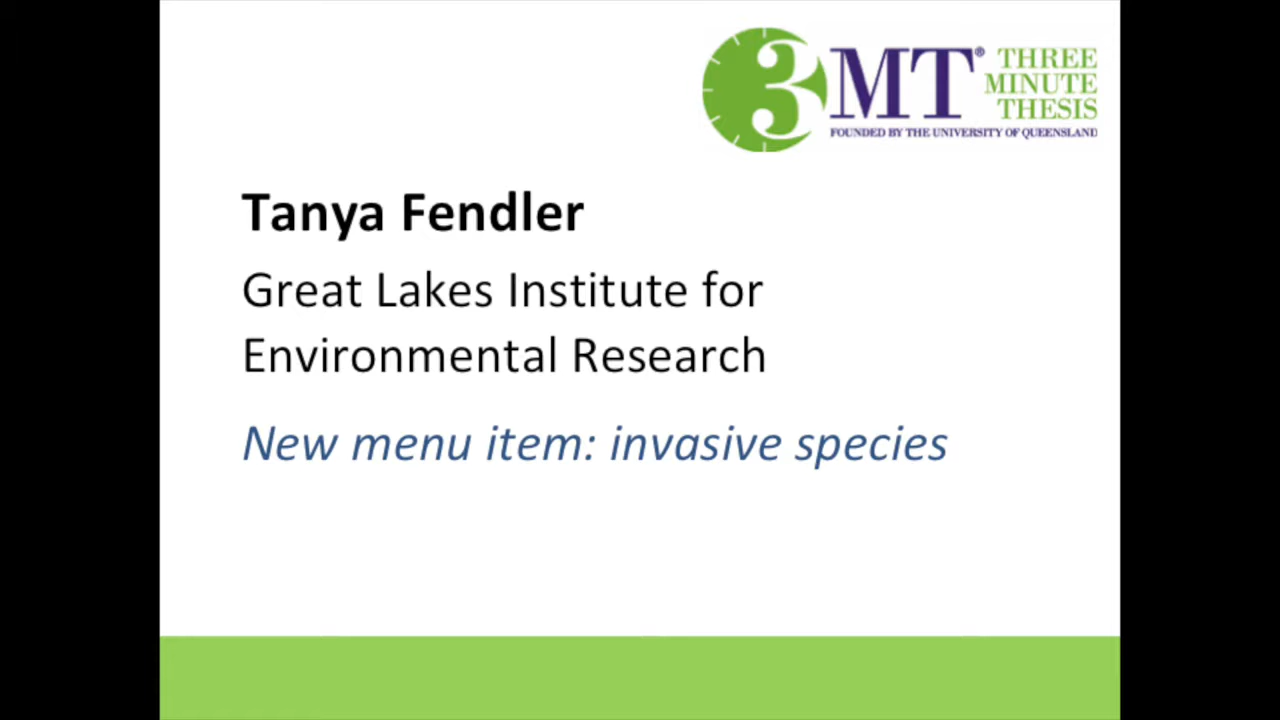 3MT® THREE
MINUTE
THESIS
FOUNDED BY THE UNIVERSITY OF QUEENSLAND
Tanya Fendler
Great Lakes Institute for
Environmental Research
New menu item: invasive species